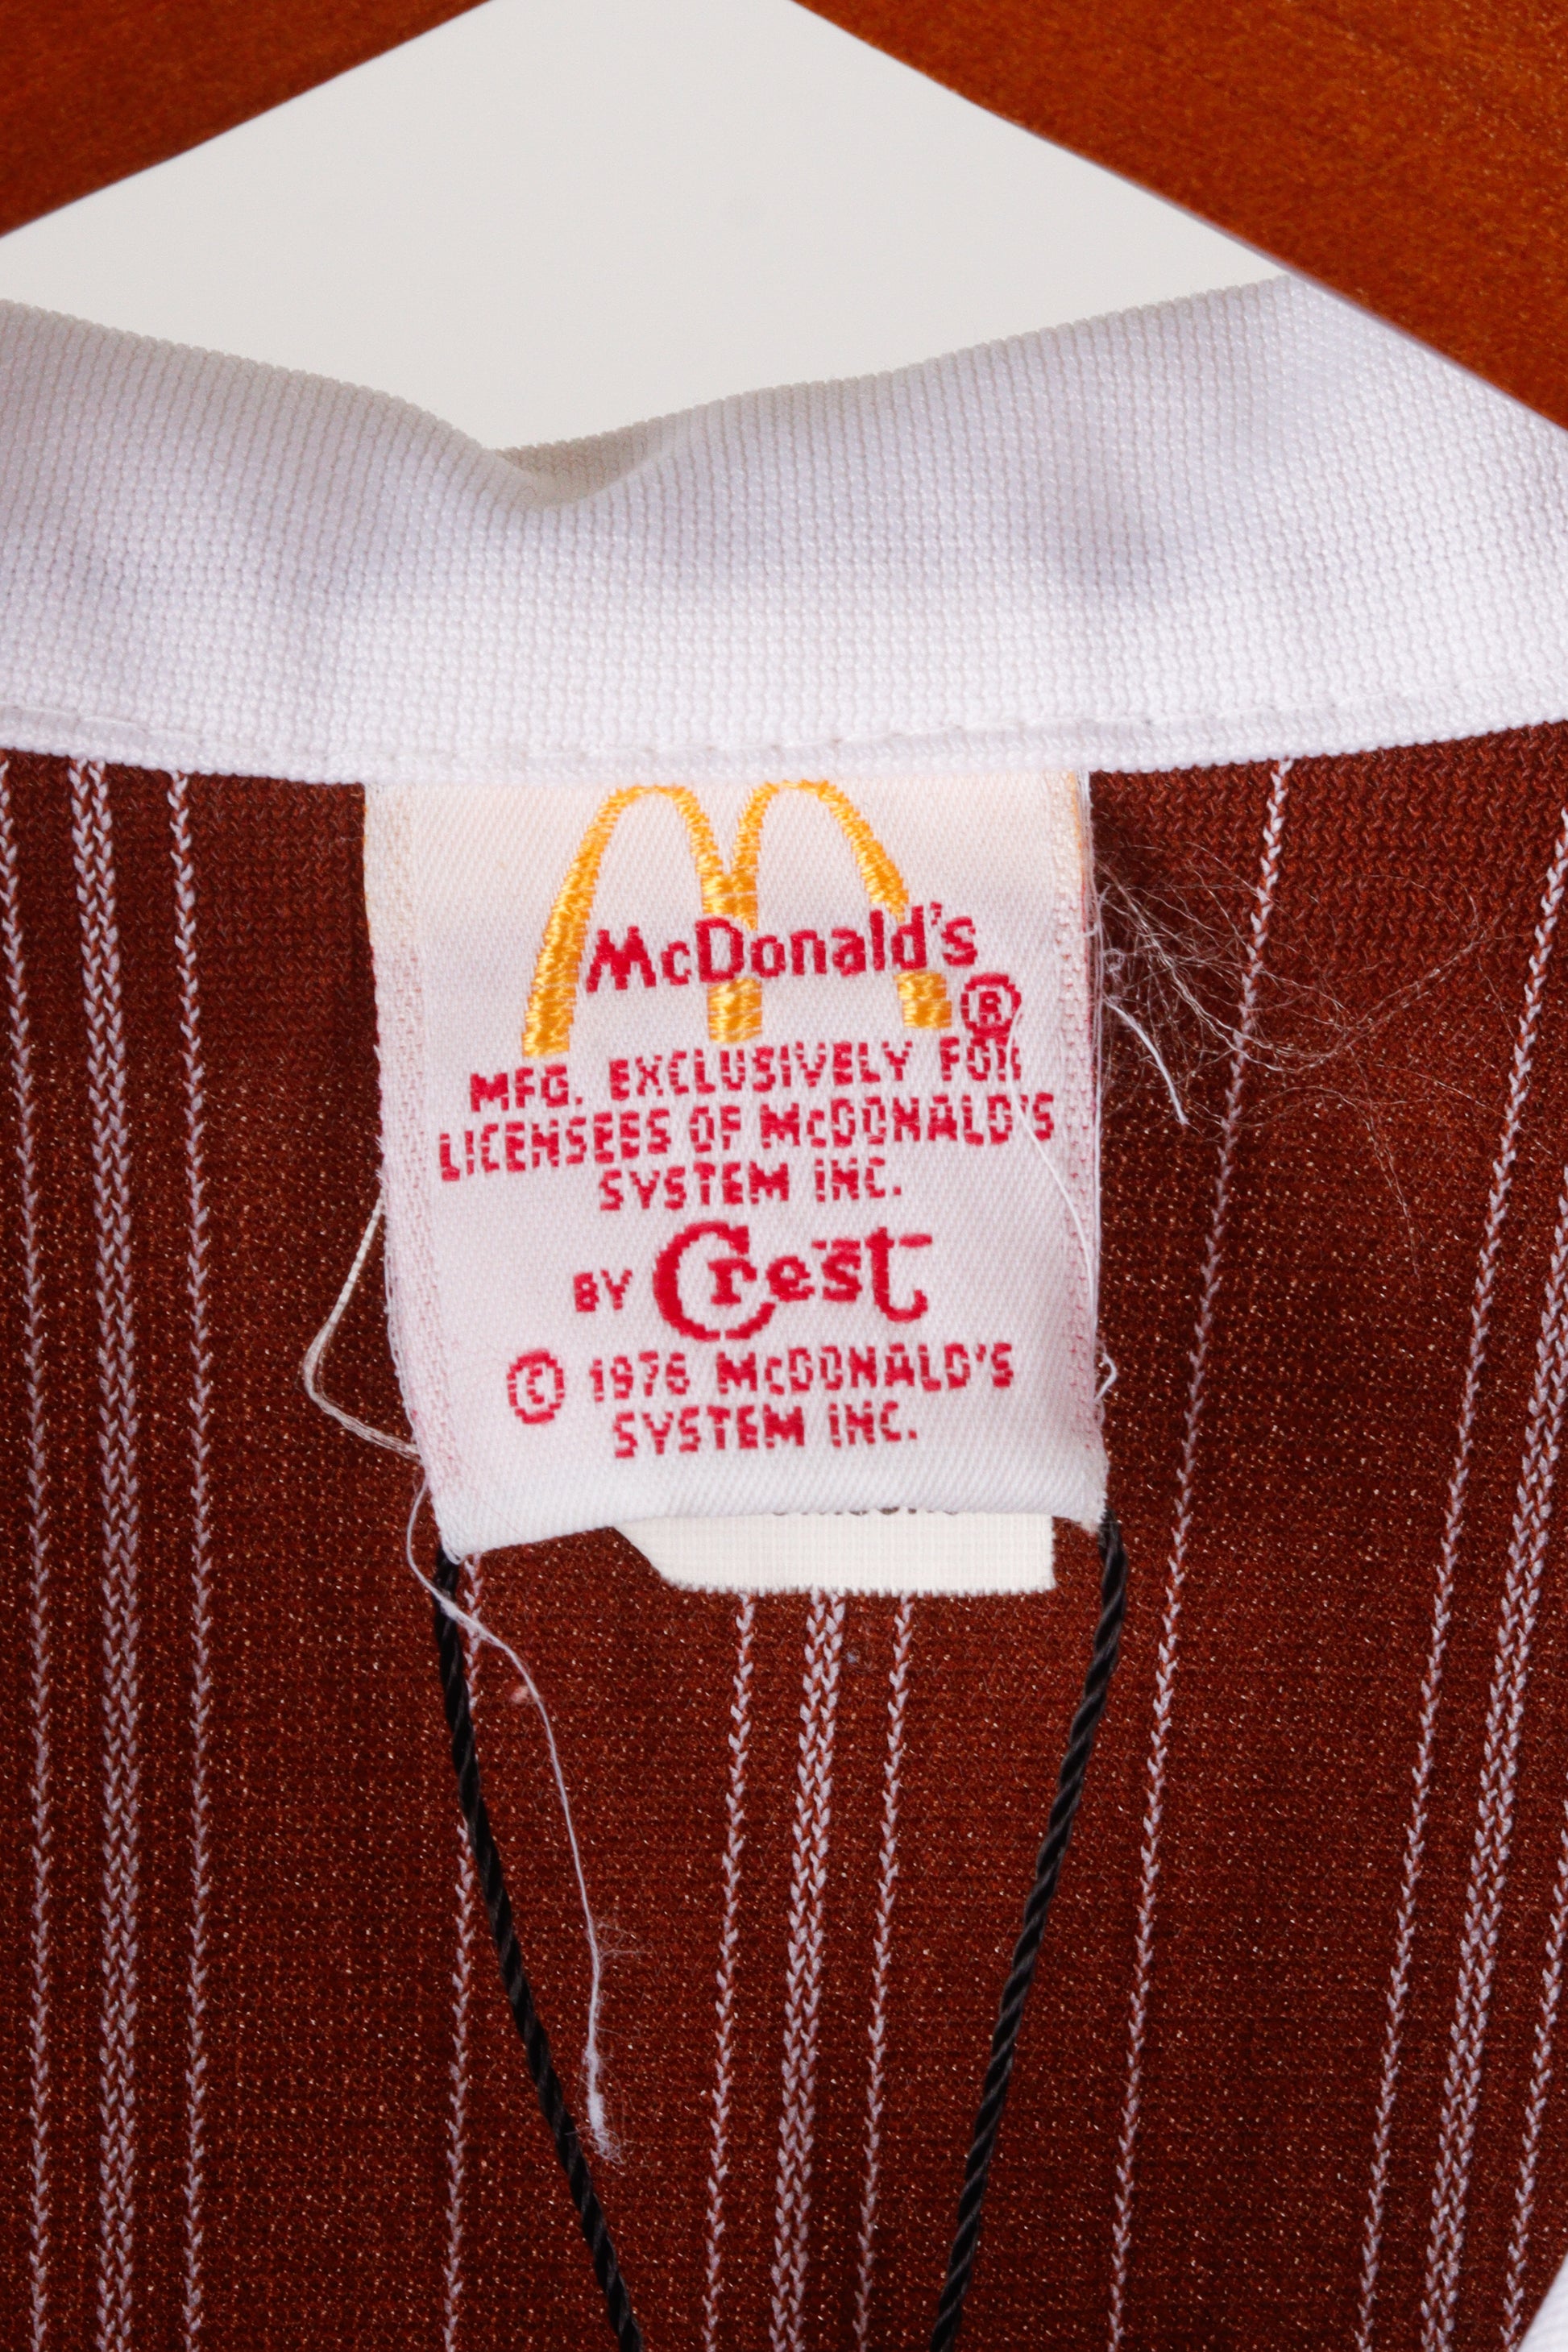 McDonald's
®
MFG. EXCLUSIVELY FOR
LICENSEES OF McDONALD'S
SYSTEM INC.
BY Crest
© 1976 McDONALD'S
SYSTEM INC.